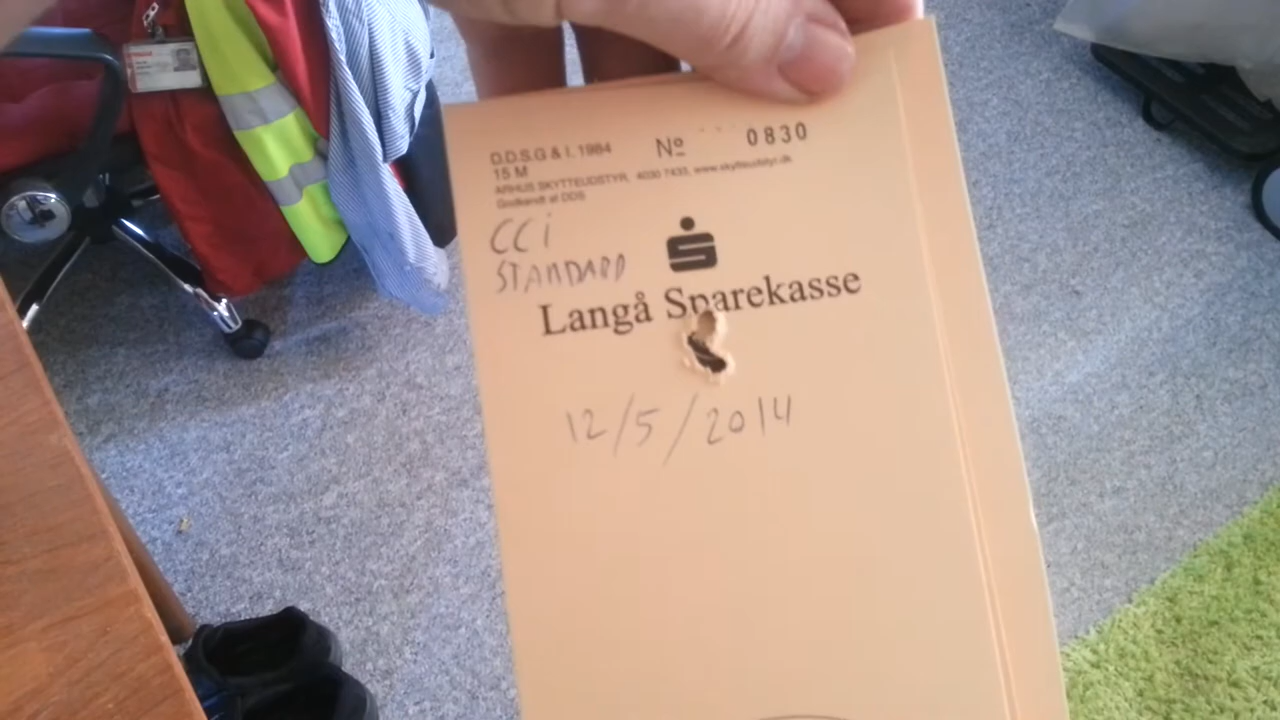 D.D.S.G & I. 1984 Nº 0830
15 M
ARHUS SKYTTEUDSTYR, 4030 7433, www.skytteudstyr.dk
Godkendt af DDS
CCI
STANDARD
Langå Sparekasse
12/5/2014